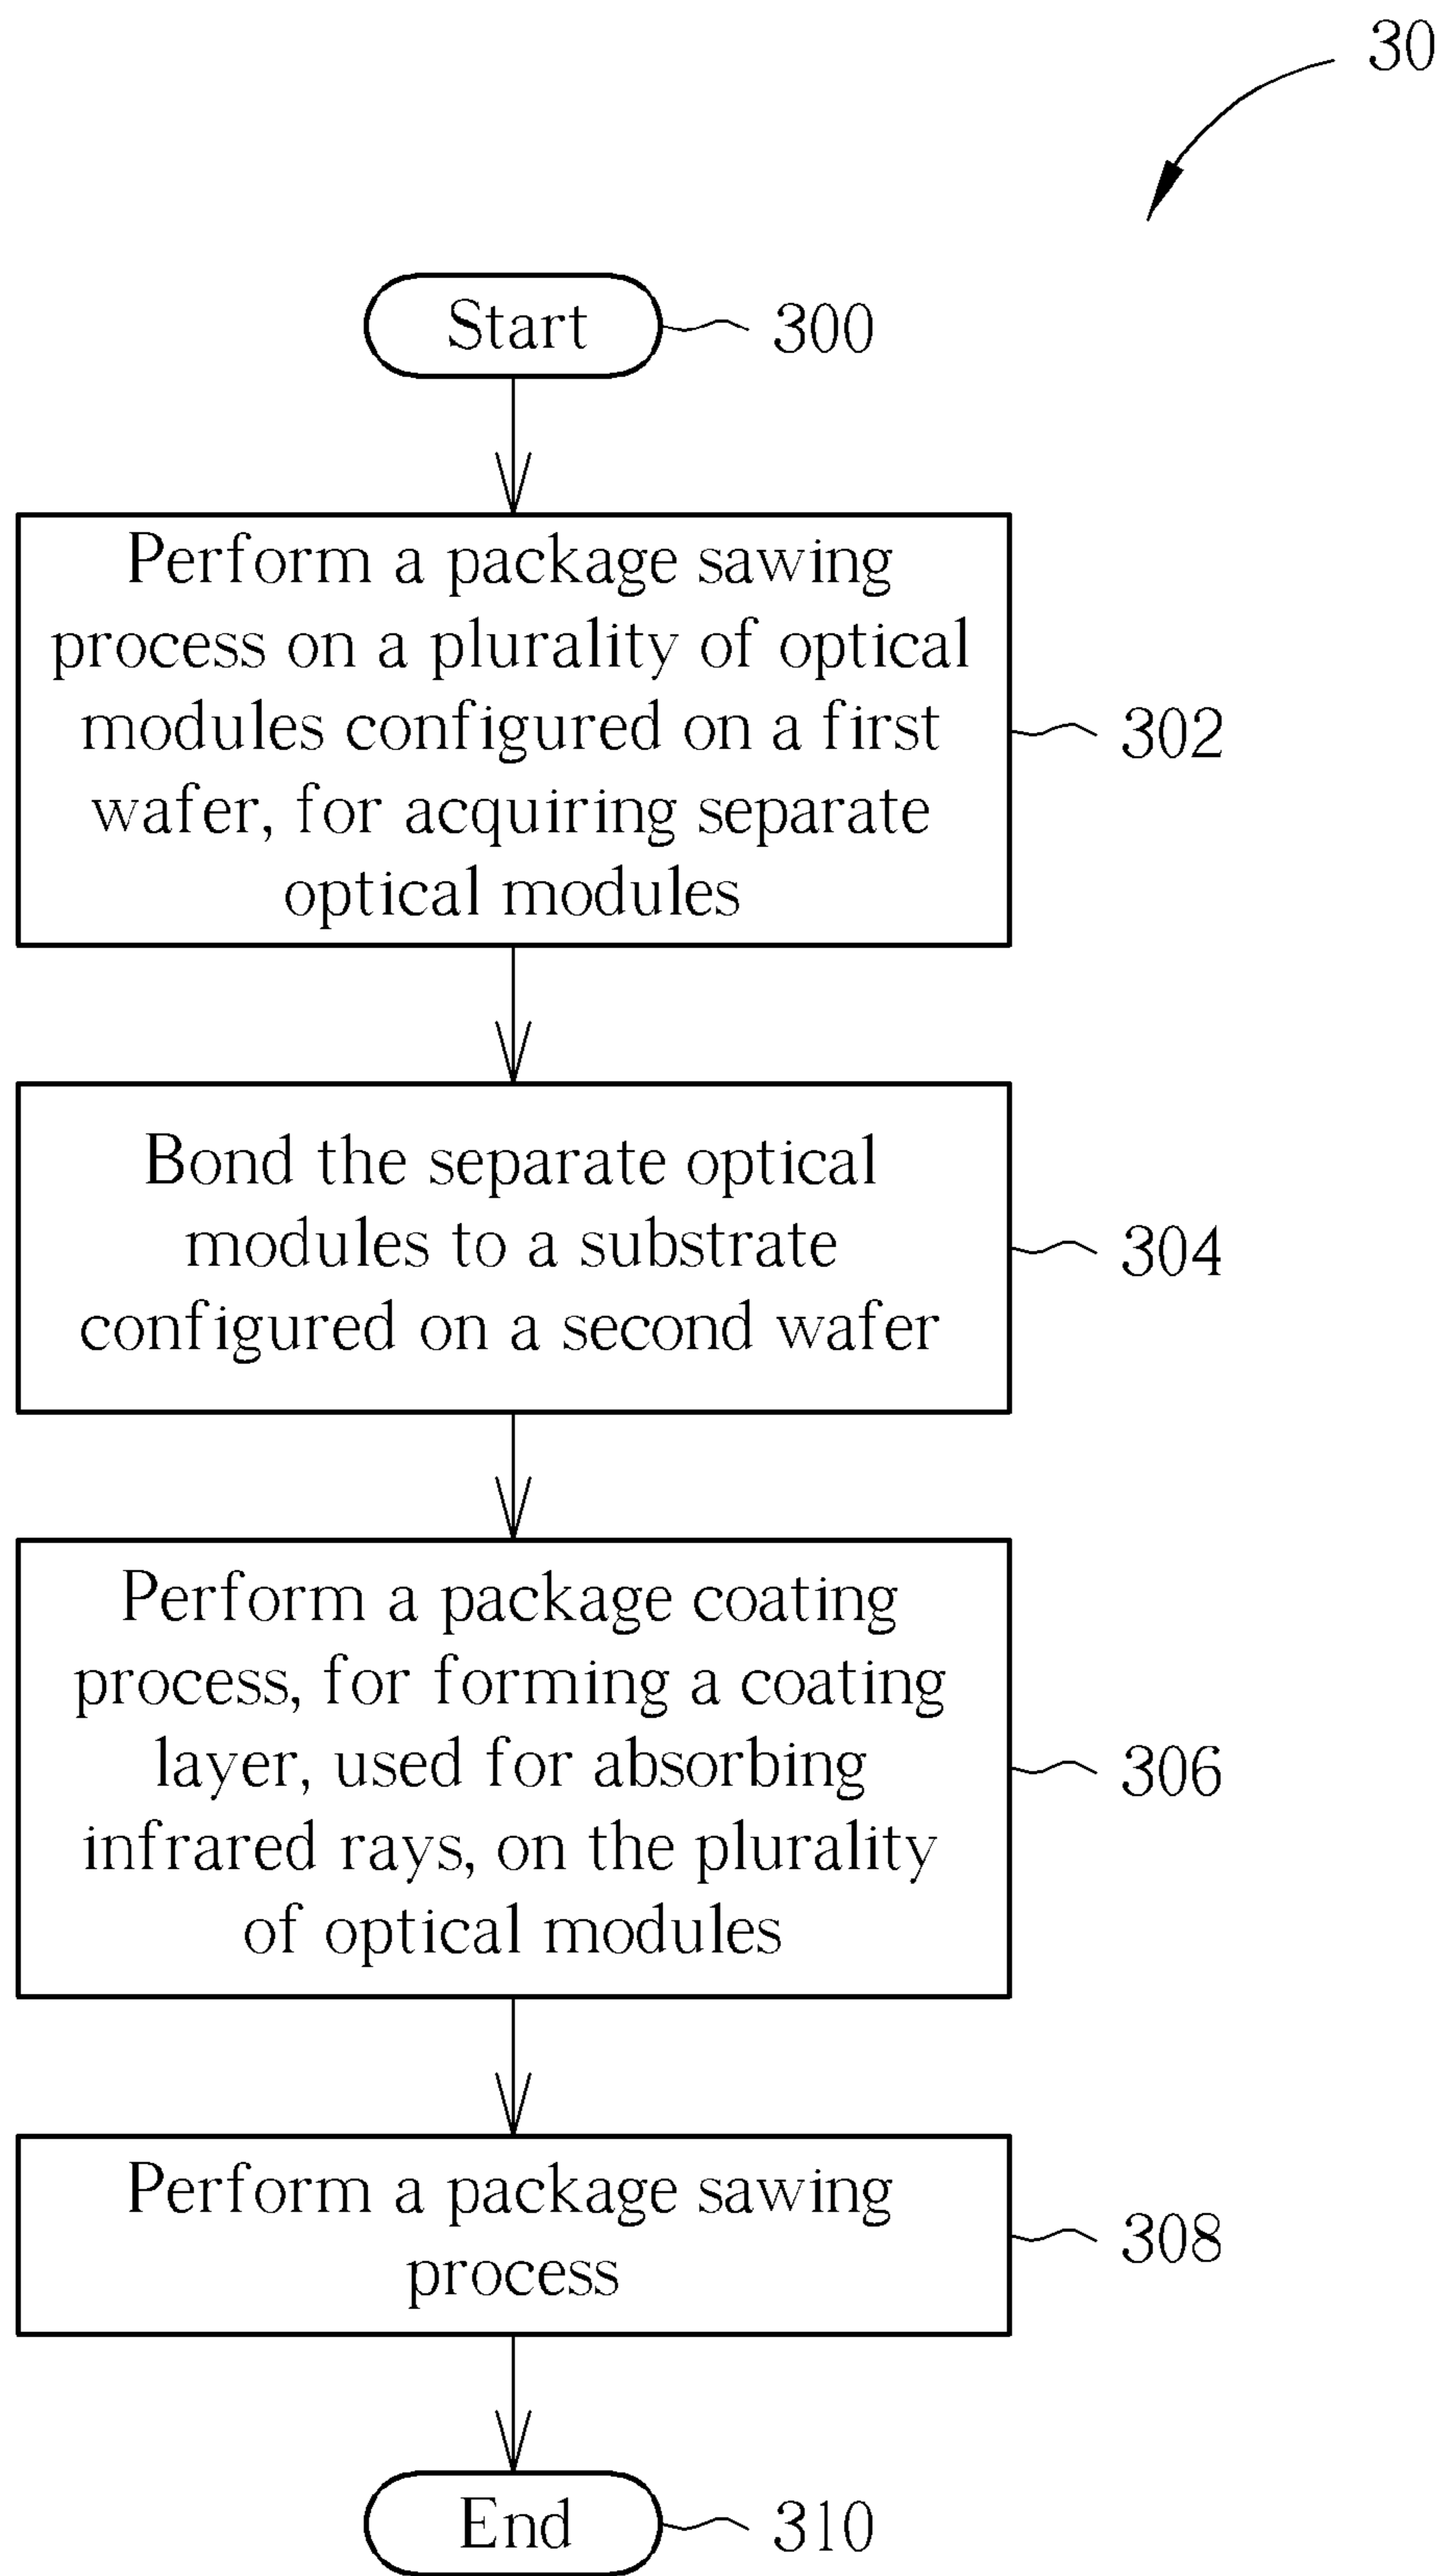 30
Start
300
Perform a package sawing
process on a plurality of optical
modules configured on a first
wafer, for acquiring separate
optical modules
302
Bond the separate optical
modules to a substrate
configured on a second wafer
304
Perform a package coating
process, for forming a coating
layer, used for absorbing
infrared rays, on the plurality
of optical modules
306
Perform a package sawing
process
308
End
310